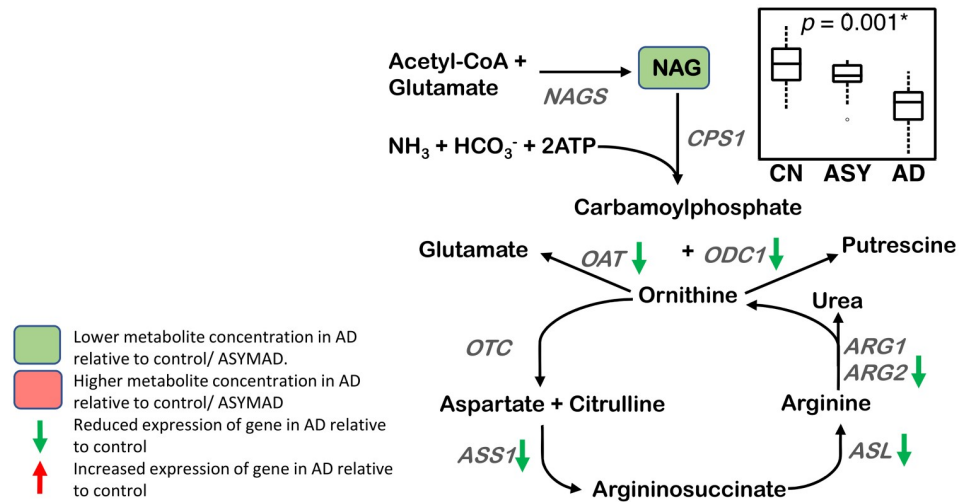 p = 0.001*
CN ASY AD
Acetyl-CoA +
Glutamate
NAGS
NAG
NH₃ + HCO₃⁻ + 2ATP
CPS1
Carbamoylphosphate
+
Glutamate
OAT
ODC1
Putrescine
Ornithine
Urea
OTC
ARG1
ARG2
Aspartate + Citrulline
Arginine
ASS1
ASL
Argininosuccinate
Lower metabolite concentration in AD
relative to control/ ASYMAD.
Higher metabolite concentration in AD
relative to control/ ASYMAD
Reduced expression of gene in AD relative
to control
Increased expression of gene in AD relative
to control